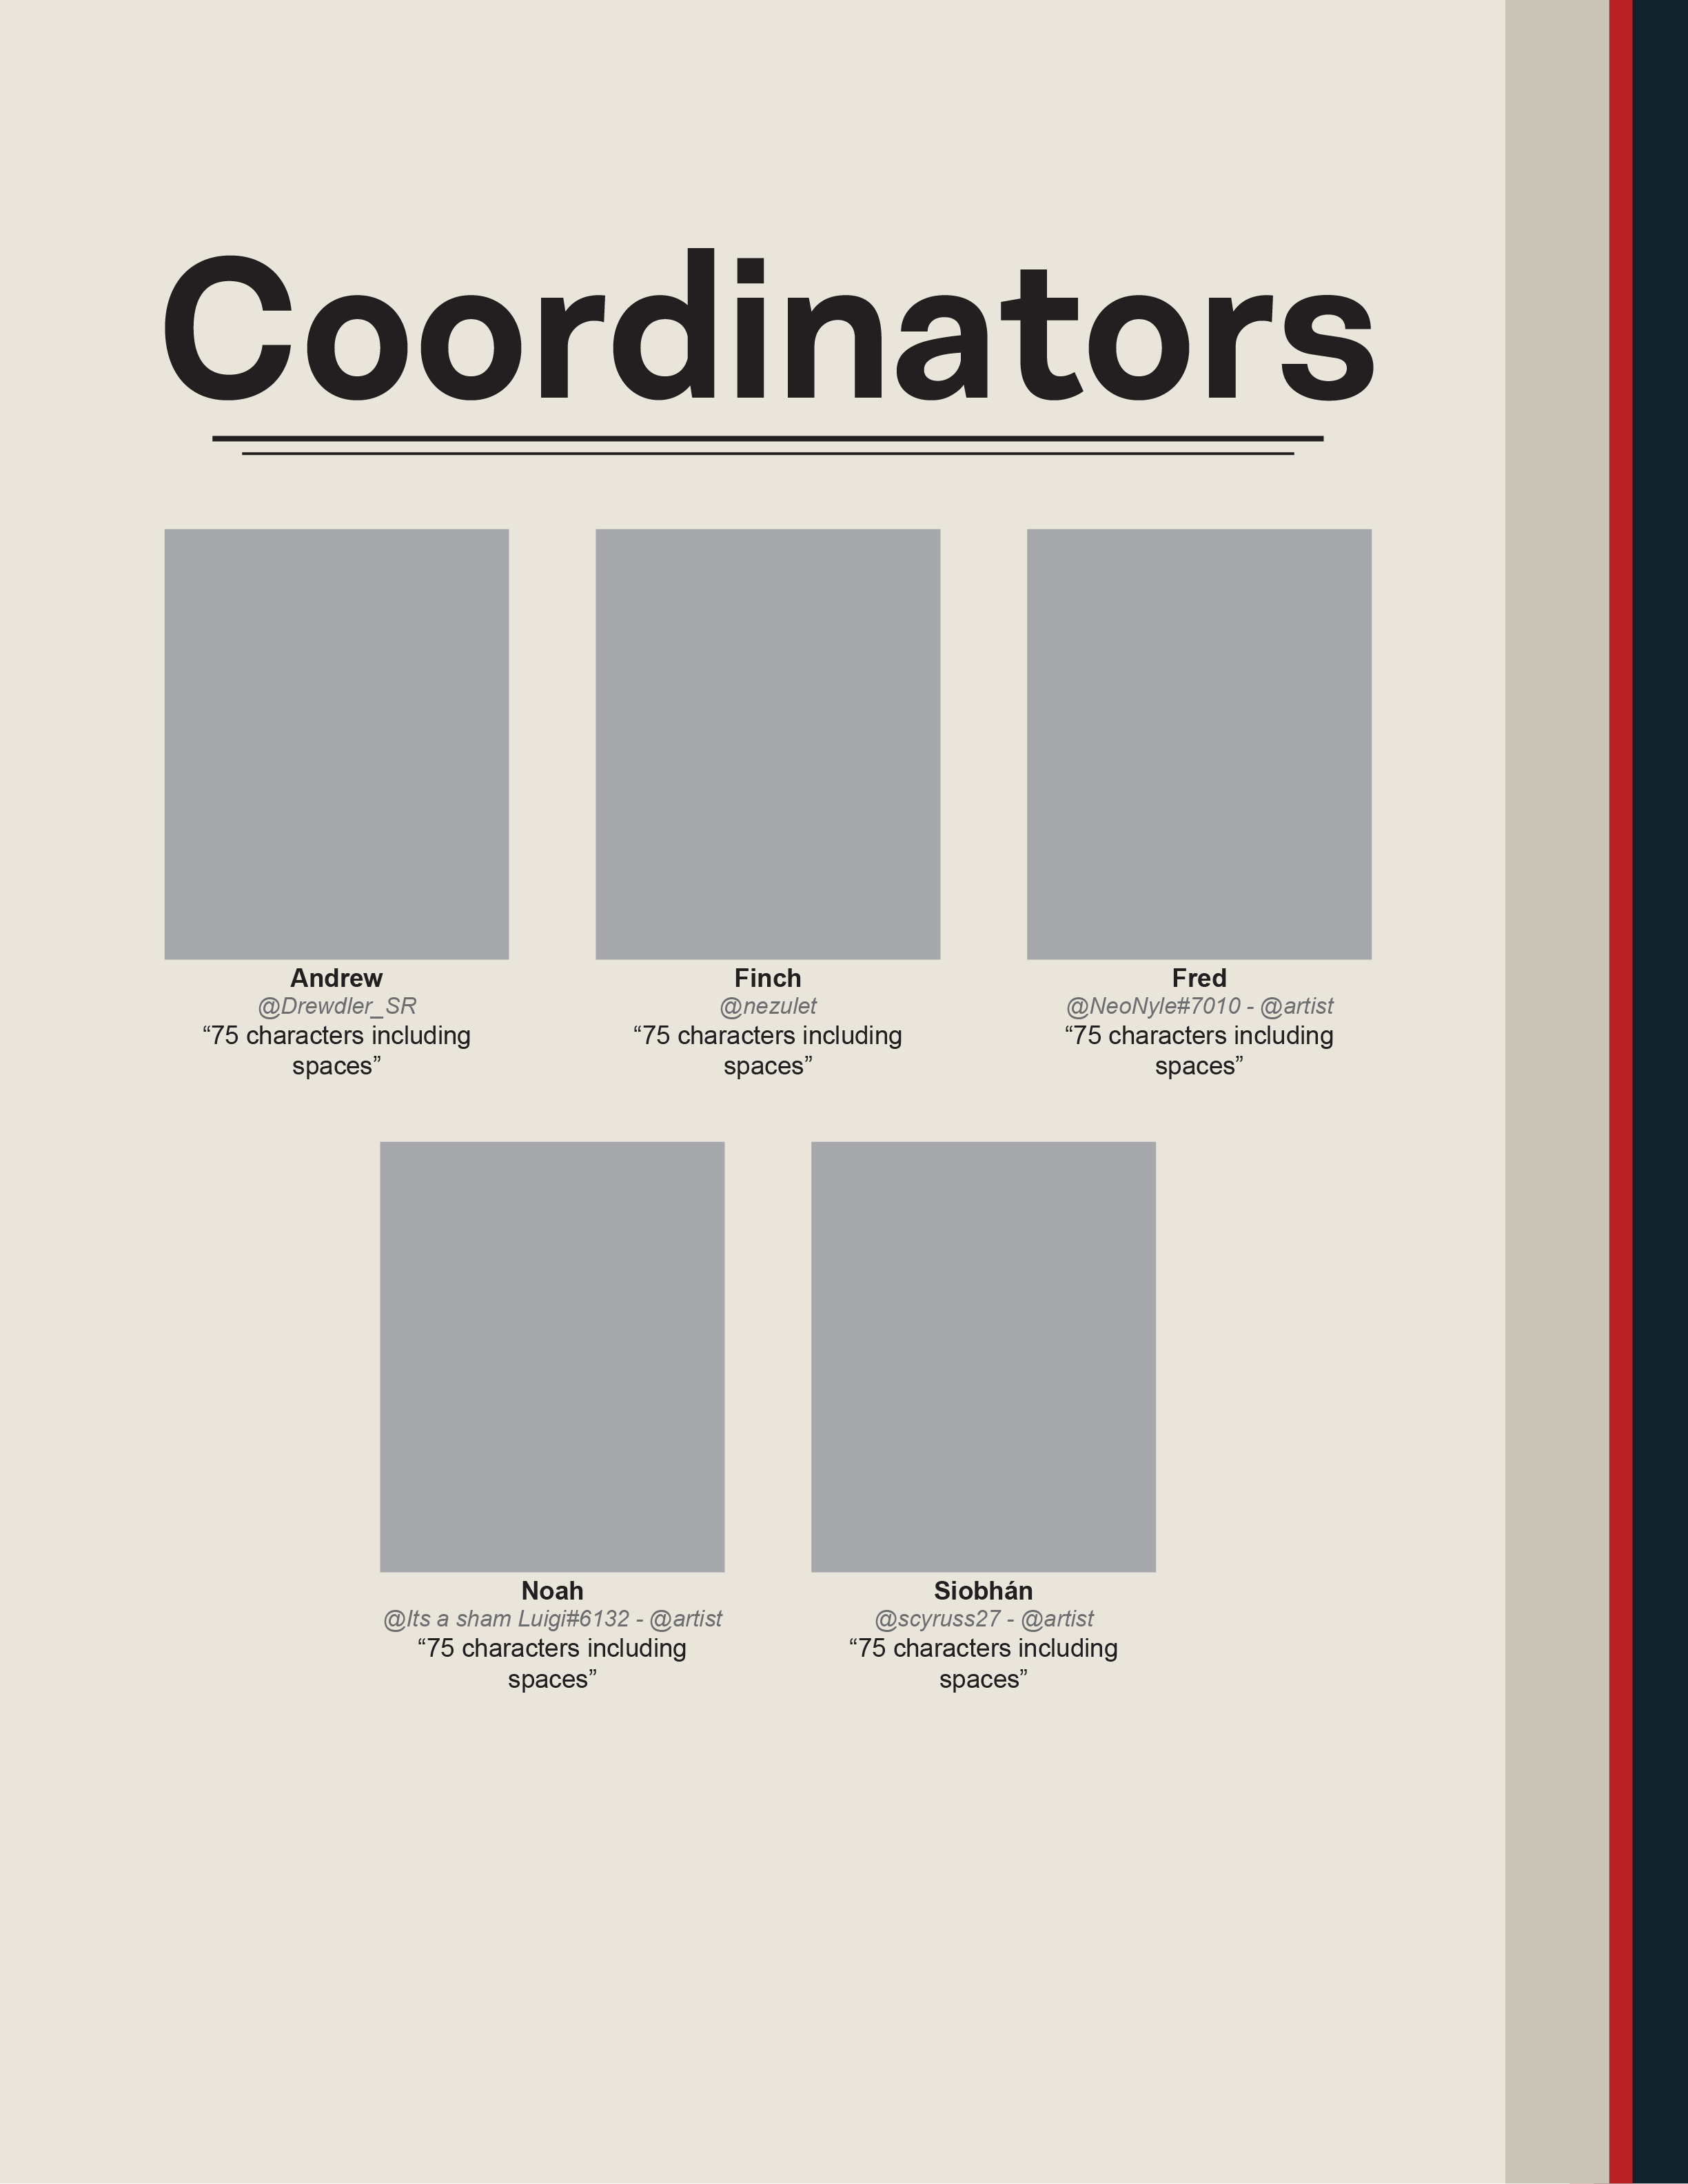 Coordinators
Andrew
@Drewdler_SR
“75 characters including
spaces”
Finch
@nezulet
“75 characters including
spaces”
Fred
@NeoNyle#7010 - @artist
“75 characters including
spaces”
Noah
@Its a sham Luigi#6132 - @artist
“75 characters including
spaces”
Siobhán
@scyruss27 - @artist
“75 characters including
spaces”